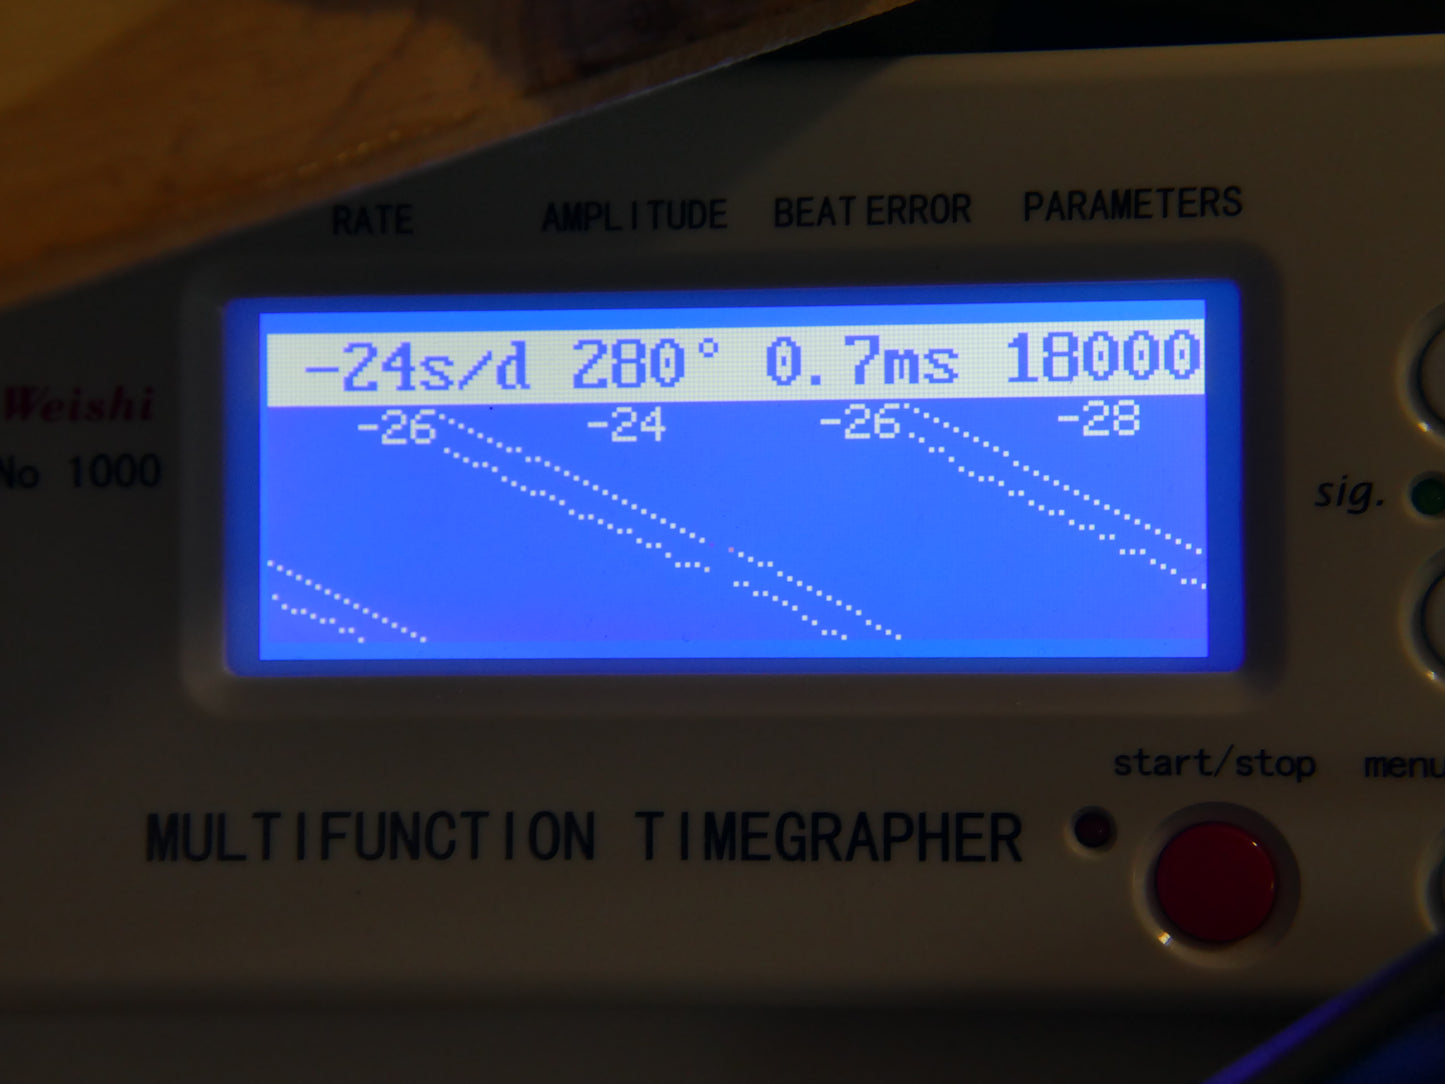 RATE AMPLITUDE BEAT ERROR PARAMETERS
-24s/d 280° 0.7ms 18000
-26 -24 -26 -28
Weishi
No 1000
sig.
start/stop menu
MULTIFUNCTION TIMEGRAPHER